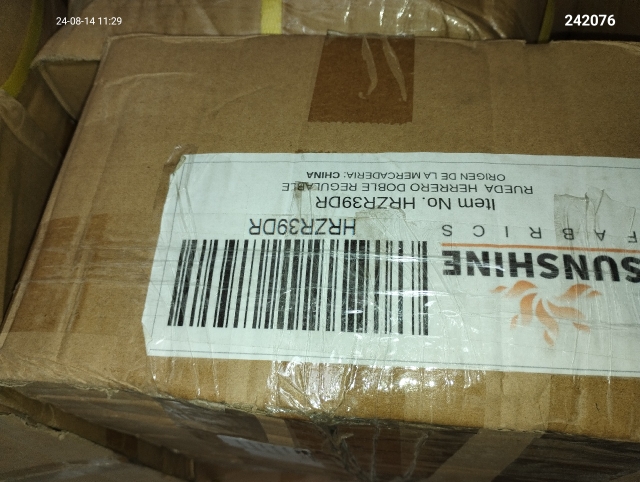 24-08-14 11:29
242076
SUNSHINE
FABRICS
HRZR39DR
Item No. HRZR39DR
RUEDA HERRERO DOBLE REGULABLE
ORIGEN DE LA MERCADERIA: CHINA